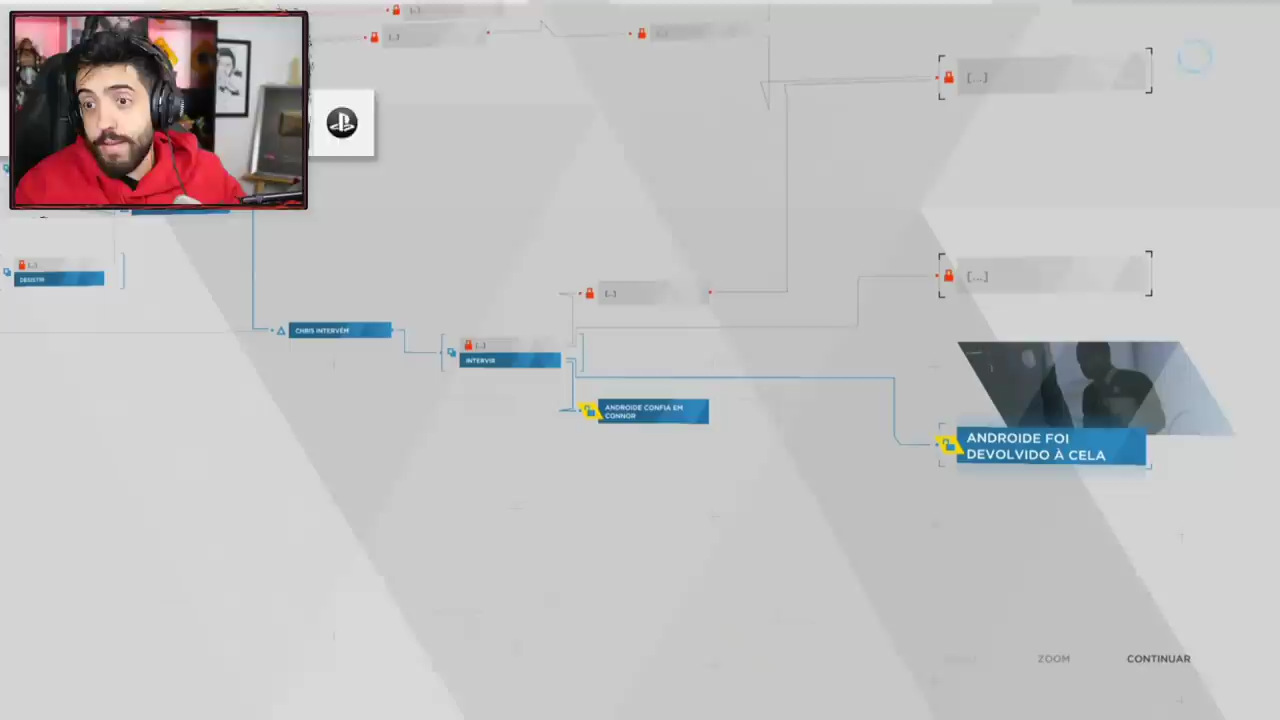 [...]
[...]
[...]
[...]
[...]
DESISTIR
[...]
CHRIS INTERVÉM
[...]
[...]
INTERVIR
ANDROIDE CONFIA EM
CONNOR
ANDROIDE FOI
DEVOLVIDO À CELA
ZOOM
CONTINUAR